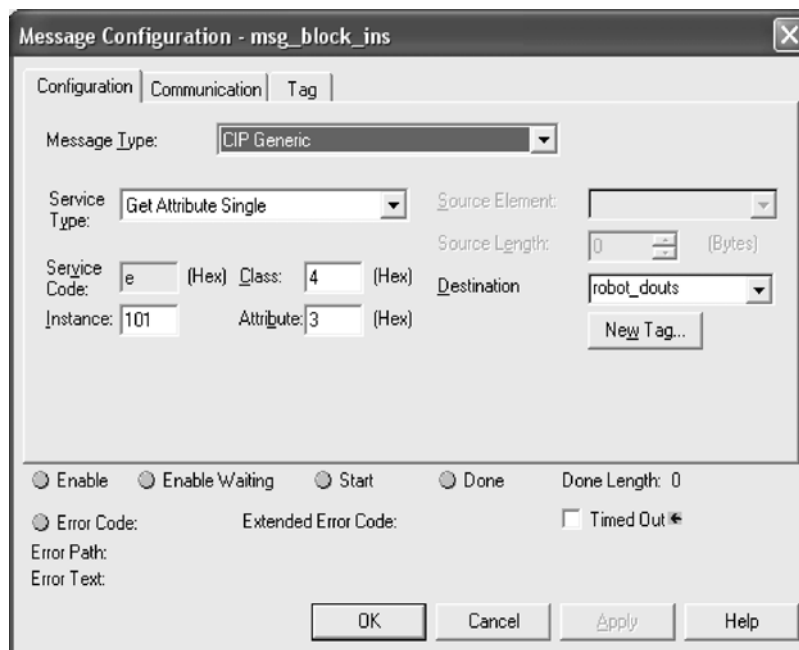 Message Configuration - msg_block_ins
Configuration Communication Tag
Message Type: CIP Generic
Service Type: Get Attribute Single Source Element:
Source Length: 0 (Bytes)
Service Code: e (Hex) Class: 4 (Hex) Destination robot_douts
Instance: 101 Attribute: 3 (Hex) New Tag...
Enable Enable Waiting Start Done Done Length: 0
Error Code: Extended Error Code: Timed Out
Error Path:
Error Text:
OK Cancel Apply Help